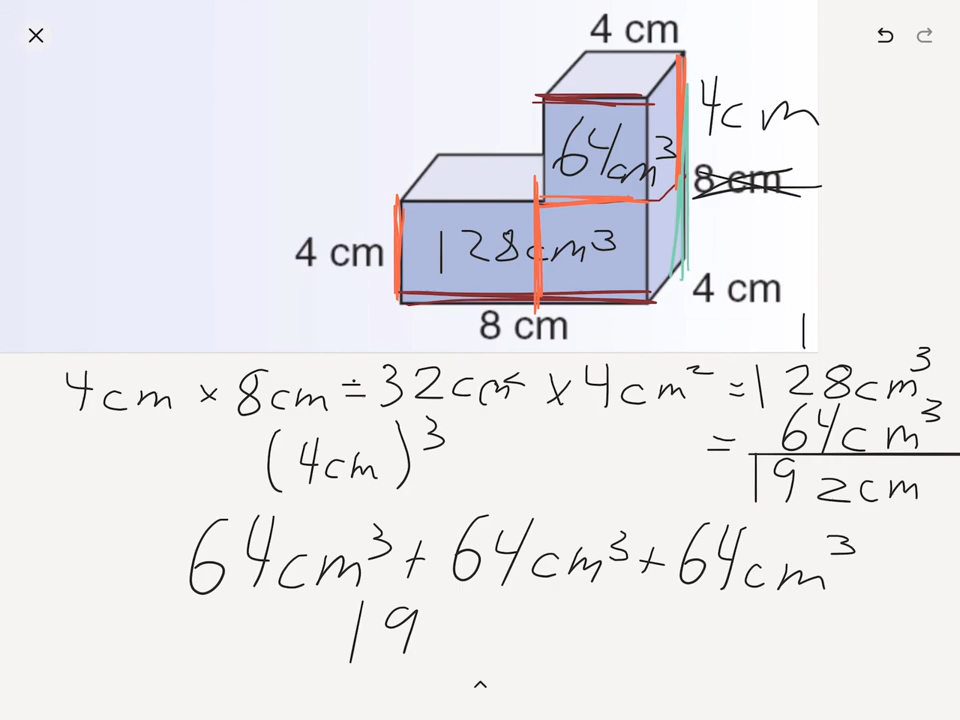 4 cm
4cm
64cm³
8 cm
4 cm
128cm³
4 cm
8 cm
1
4cm × 8cm = 32cm² × 4cm² = 128cm³
(4cm)³ = 64cm³
192cm
64cm³ + 64cm³ + 64cm³
19